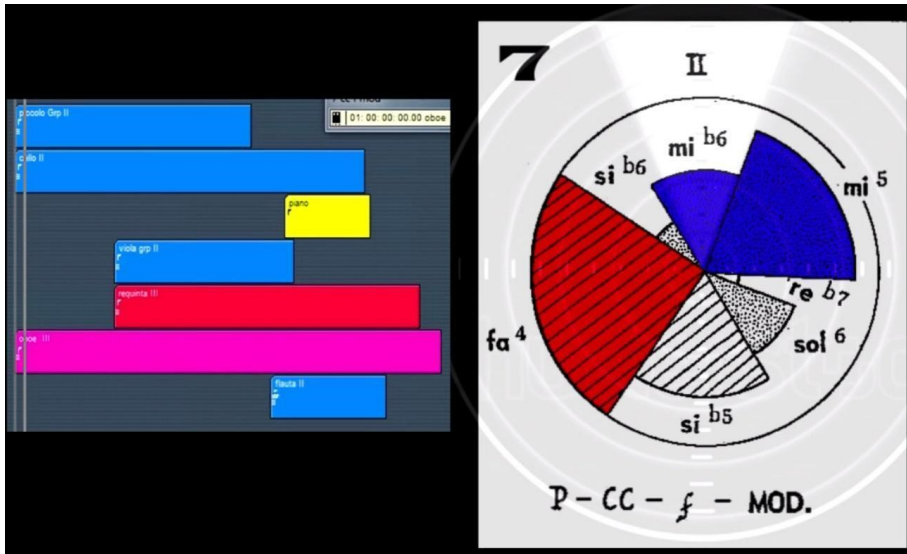 piccolo Grp II
01: 00: 00: 00.00 oboe
cello II
piano
viola grp II
requinta III
oboe III
flauta II
7
II
mi b6
si b6
mi 5
re b7
fa 4
sol 6
si b5
P - CC - f - MOD.